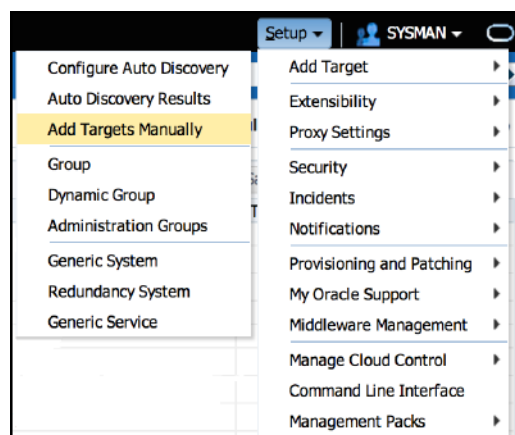 Setup SYSMAN
Configure Auto Discovery
Auto Discovery Results
Add Targets Manually
Group
Dynamic Group
Administration Groups
Generic System
Redundancy System
Generic Service
Add Target
Extensibility
Proxy Settings
Security
Incidents
Notifications
Provisioning and Patching
My Oracle Support
Middleware Management
Manage Cloud Control
Command Line Interface
Management Packs